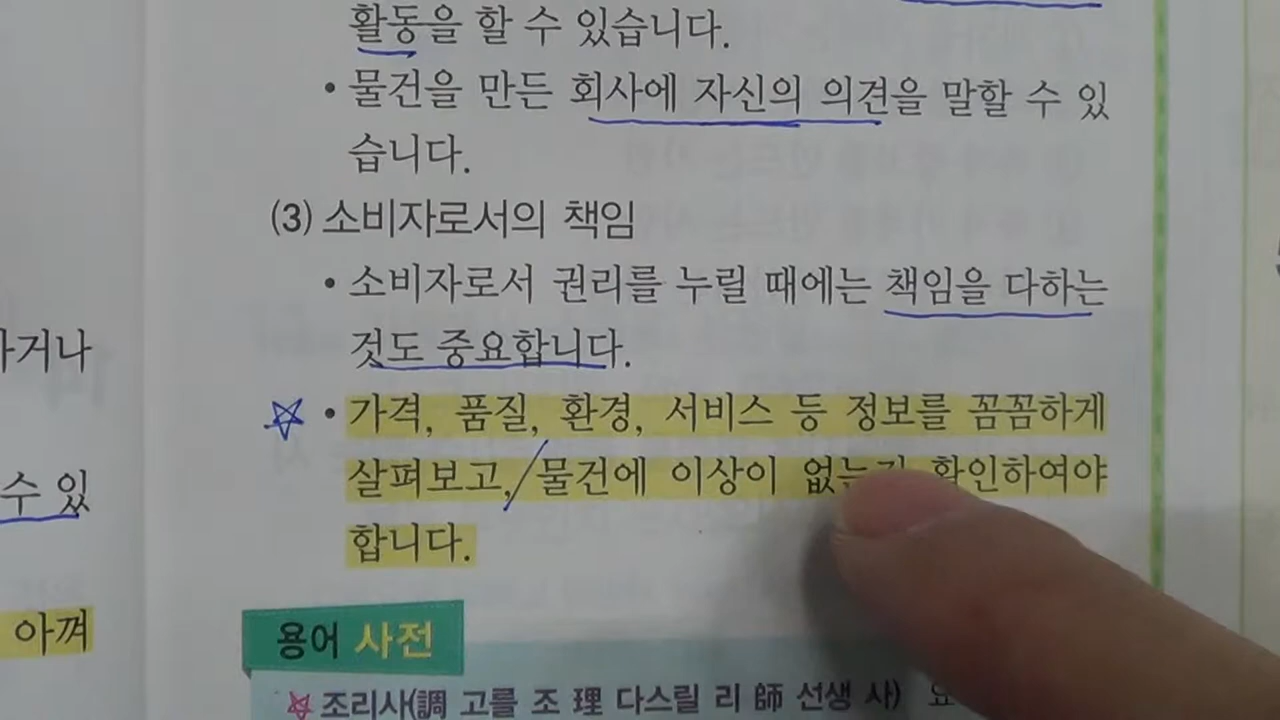 활동을 할 수 있습니다.
• 물건을 만든 회사에 자신의 의견을 말할 수 있
습니다.
(3) 소비자로서의 책임
• 소비자로서 권리를 누릴 때에는 책임을 다하는
것도 중요합니다.
• 가격, 품질, 환경, 서비스 등 정보를 꼼꼼하게
살펴보고, 물건에 이상이 확인하여야
합니다.
용어 사전
조리사(調 고를 조 理 다스릴 리 師 선생 사)
거나
수 있
아껴